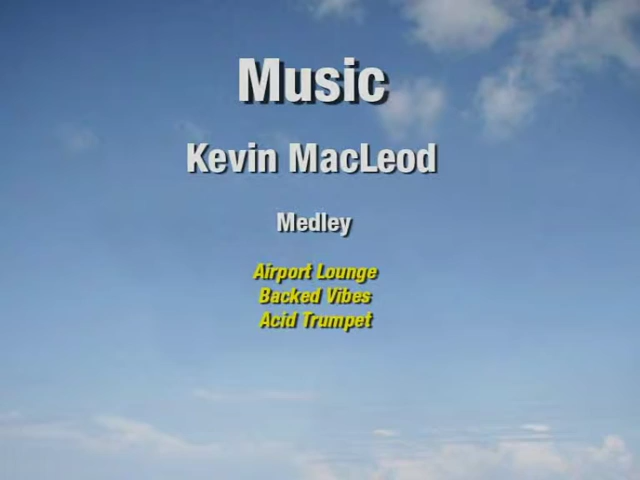 Music
Kevin MacLeod
Medley
Airport Lounge
Backed Vibes
Acid Trumpet